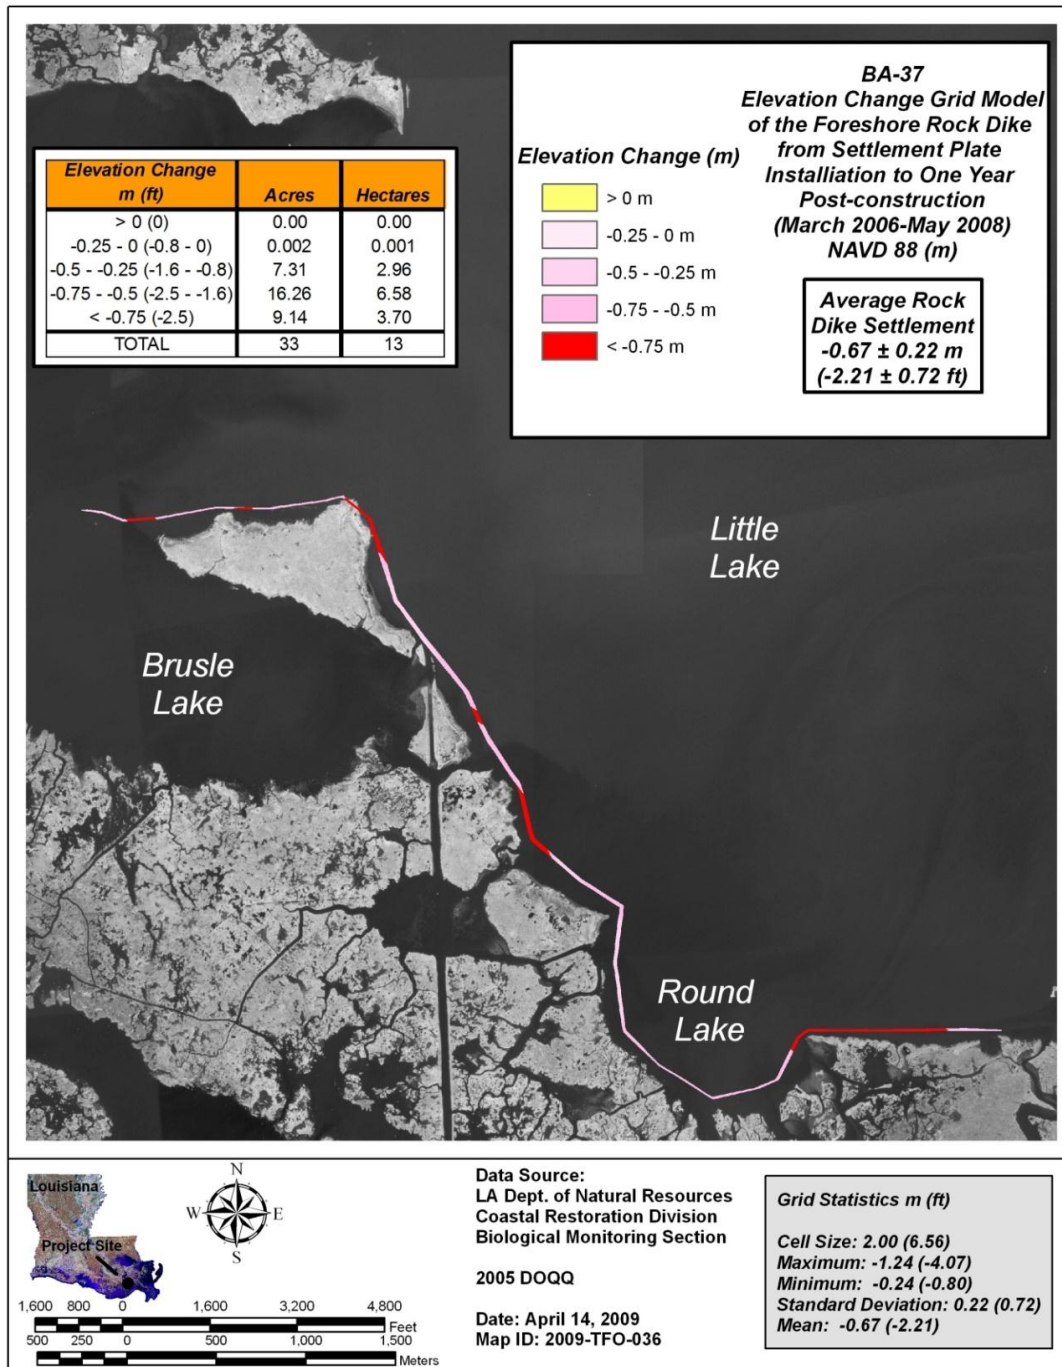 BA-37
Elevation Change Grid Model
of the Foreshore Rock Dike
from Settlement Plate
Installiation to One Year
Post-construction
(March 2006-May 2008)
NAVD 88 (m)
Elevation Change (m)
> 0 m
-0.25 - 0 m
-0.5 - -0.25 m
-0.75 - -0.5 m
< -0.75 m
Average Rock
Dike Settlement
-0.67 ± 0.22 m
(-2.21 ± 0.72 ft)
Elevation Change
m (ft) Acres Hectares
> 0 (0) 0.00 0.00
-0.25 - 0 (-0.8 - 0) 0.002 0.001
-0.5 - -0.25 (-1.6 - -0.8) 7.31 2.96
-0.75 - -0.5 (-2.5 - -1.6) 16.26 6.58
< -0.75 (-2.5) 9.14 3.70
TOTAL 33 13
Little
Lake
Brusle
Lake
Round
Lake
Louisiana
Project Site
N
W E
S
1,600 800 0 1,600 3,200 4,800
Feet
500 250 0 500 1,000 1,500
Meters
Data Source:
LA Dept. of Natural Resources
Coastal Restoration Division
Biological Monitoring Section
2005 DOQQ
Date: April 14, 2009
Map ID: 2009-TFO-036
Grid Statistics m (ft)
Cell Size: 2.00 (6.56)
Maximum: -1.24 (-4.07)
Minimum: -0.24 (-0.80)
Standard Deviation: 0.22 (0.72)
Mean: -0.67 (-2.21)